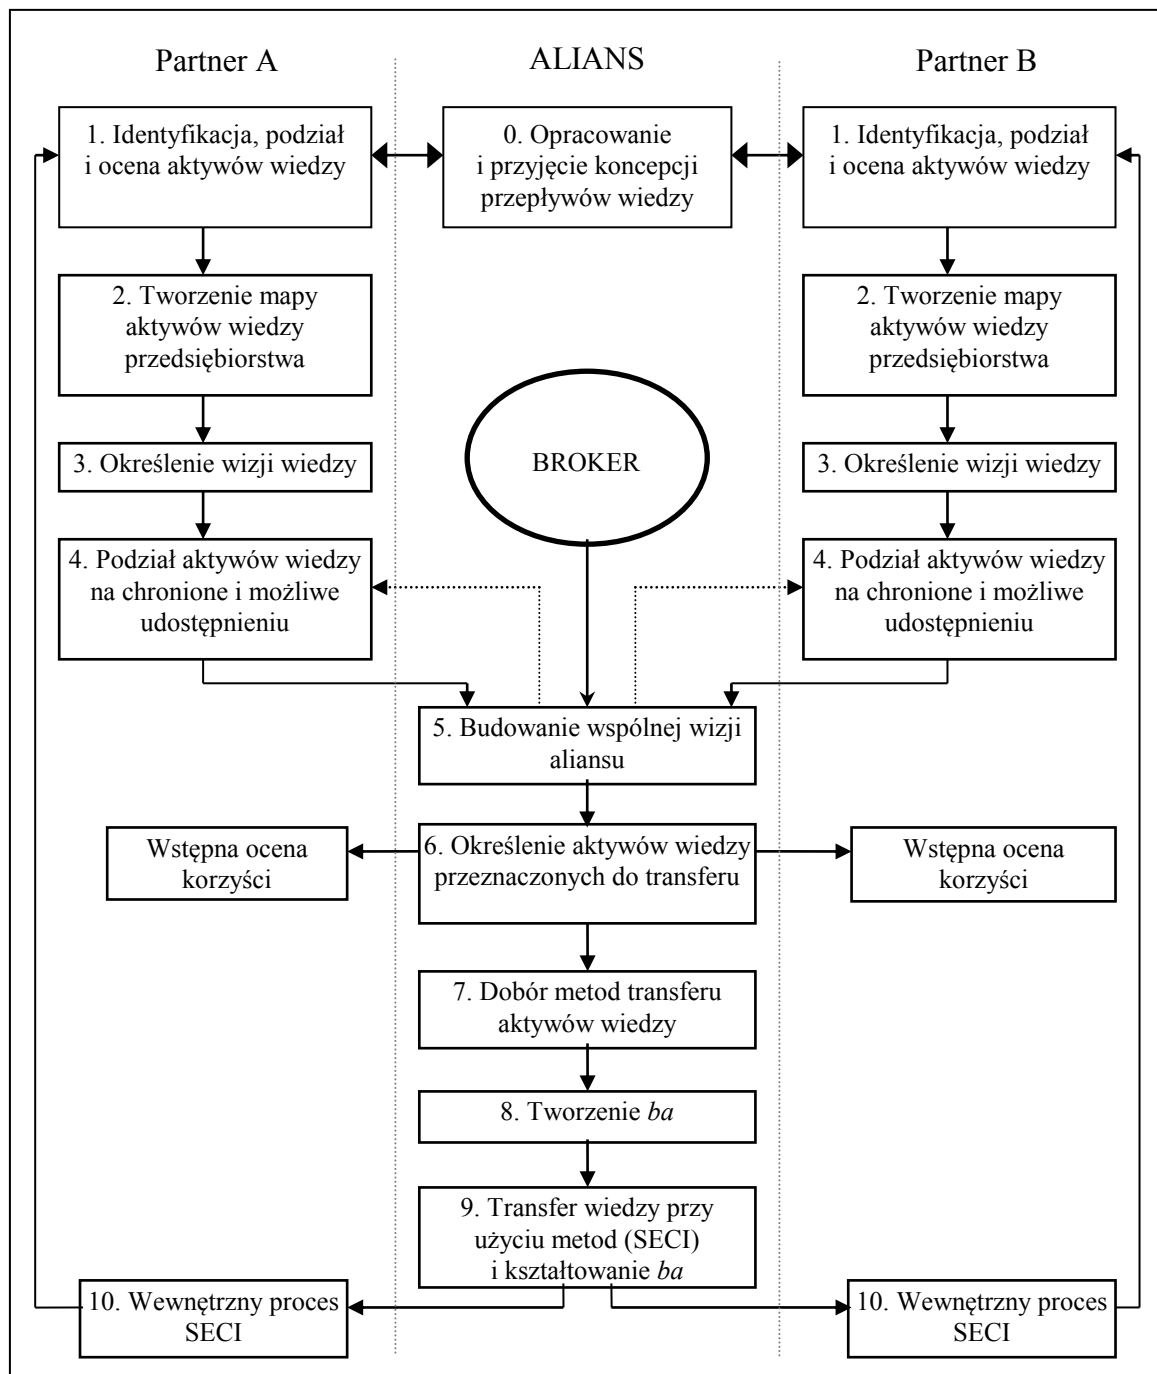 Partner A
ALIANS
Partner B
1. Identyfikacja, podział
i ocena aktywów wiedzy
0. Opracowanie
i przyjęcie koncepcji
przepływów wiedzy
1. Identyfikacja, podział
i ocena aktywów wiedzy
2. Tworzenie mapy
aktywów wiedzy
przedsiębiorstwa
2. Tworzenie mapy
aktywów wiedzy
przedsiębiorstwa
3. Określenie wizji wiedzy
BROKER
3. Określenie wizji wiedzy
4. Podział aktywów wiedzy
na chronione i możliwe
udostępnieniu
4. Podział aktywów wiedzy
na chronione i możliwe
udostępnieniu
5. Budowanie wspólnej wizji
aliansu
Wstępna ocena
korzyści
6. Określenie aktywów wiedzy
przeznaczonych do transferu
Wstępna ocena
korzyści
7. Dobór metod transferu
aktywów wiedzy
8. Tworzenie ba
9. Transfer wiedzy przy
użyciu metod (SECI)
i kształtowanie ba
10. Wewnętrzny proces
SECI
10. Wewnętrzny proces
SECI